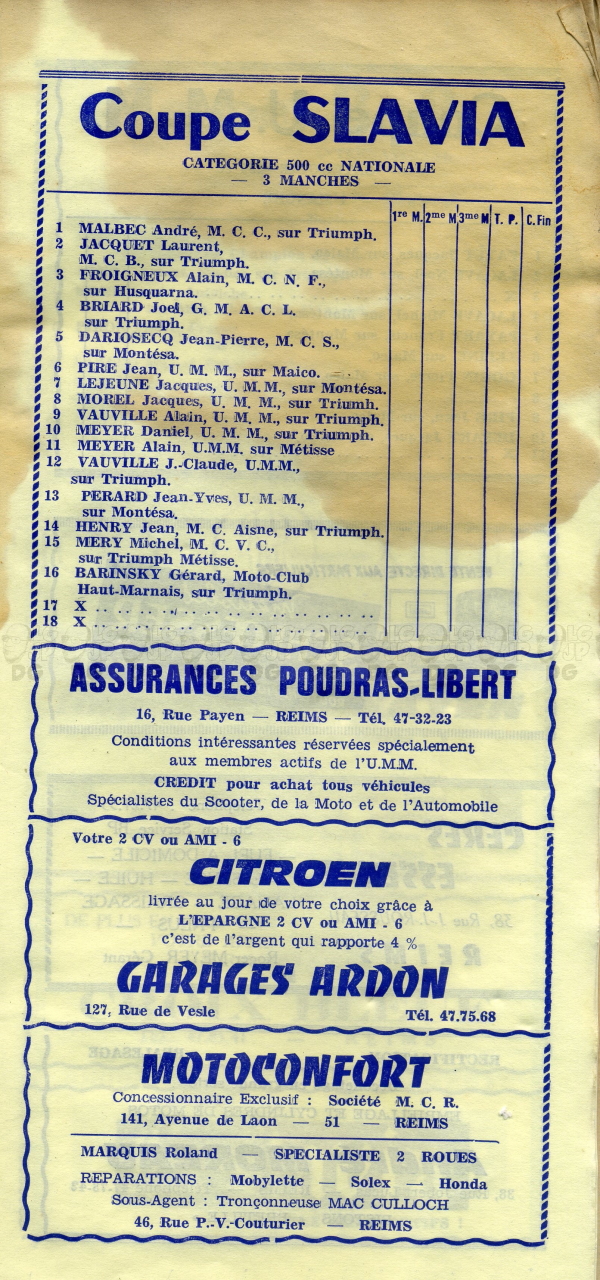 Coupe SLAVIA
CATEGORIE 500 cc NATIONALE
— 3 MANCHES —
1re M. 2me M 3me M T. P. C. Fin
1 MALBEC André, M. C. C., sur Triumph.
2 JACQUET Laurent,
M. C. B., sur Triumph.
3 FROIGNEUX Alain, M. C. N. F.,
sur Husquarna.
4 BRIARD Joel, G. M. A. C. L.
sur Triumph.
5 DARIOSECQ Jean-Pierre, M. C. S.,
sur Montésa.
6 PIRE Jean, U. M. M., sur Maico.
7 LEJEUNE Jacques, U. M. M., sur Montésa.
8 MOREL Jacques, U. M. M., sur Triumh.
9 VAUVILLE Alain, U. M. M., sur Triumph.
10 MEYER Daniel, U. M. M., sur Triumph.
11 MEYER Alain, U.M.M. sur Métisse
12 VAUVILLE J.-Claude, U.M.M.,
sur Triumph.
13 PERARD Jean-Yves, U. M. M.,
sur Montésa.
14 HENRY Jean, M. C. Aisne, sur Triumph.
15 MERY Michel, M. C. V. C.,
sur Triumph Métisse.
16 BARINSKY Gérard, Moto-Club
Haut-Marnais, sur Triumph.
17 X
18 X
ASSURANCES POUDRAS-LIBERT
16, Rue Payen — REIMS — Tél. 47-32-23
Conditions intéressantes réservées spécialement
aux membres actifs de l'U.M.M.
CREDIT pour achat tous véhicules
Spécialistes du Scooter, de la Moto et de l'Automobile
Votre 2 CV ou AMI - 6
CITROEN
livrée au jour de votre choix grâce à
L'EPARGNE 2 CV ou AMI - 6
c'est de l'argent qui rapporte 4 %
GARAGES ARDON
127, Rue de Vesle Tél. 47.75.68
MOTOCONFORT
Concessionnaire Exclusif : Société M. C. R.
141, Ayenue de Laon — 51 — REIMS
MARQUIS Roland — SPECIALISTE 2 ROUES
REPARATIONS : Mobylette — Solex — Honda
Sous-Agent : Tronçonneuse MAC CULLOCH
46, Rue P.-V.-Couturier — REIMS